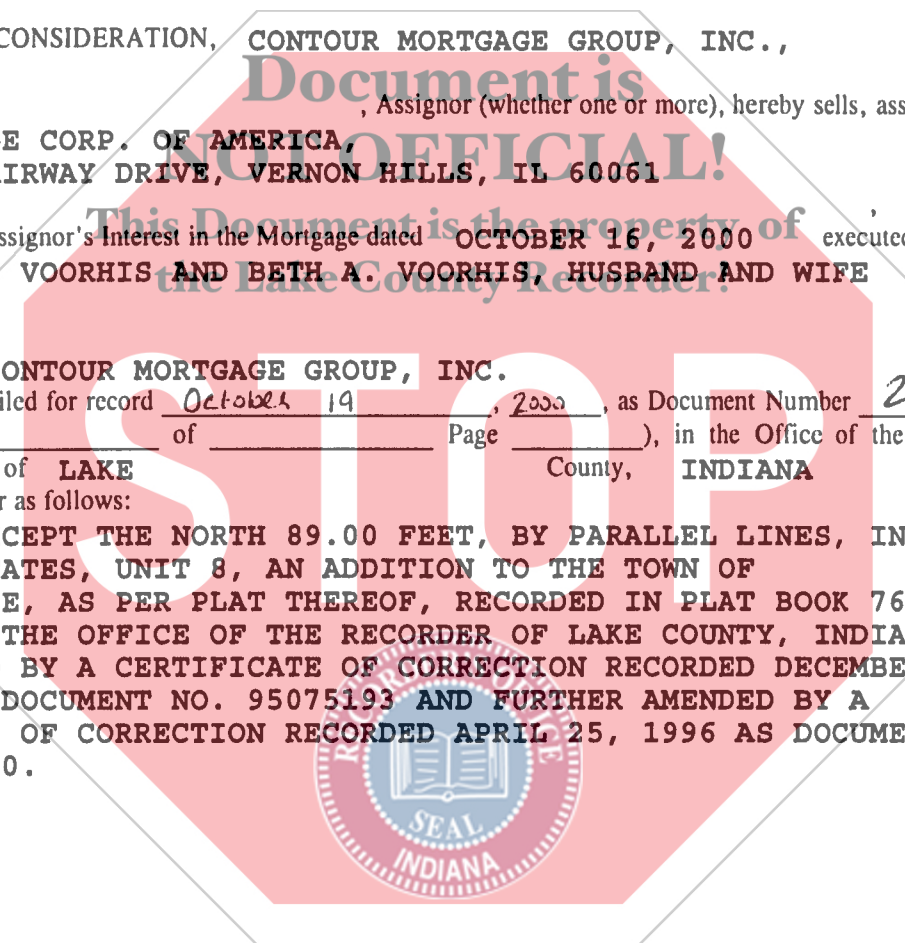 CONSIDERATION, CONTOUR MORTGAGE GROUP, INC.,
Document is
, Assignor (whether one or more), hereby sells, ass
E CORP. OF AMERICA,
NOT OFFICIAL!
IRWAY DRIVE, VERNON HILLS, IL 60061
This Document is the property of
ssignor's Interest in the Mortgage dated OCTOBER 16, 2000 executed
the Lake County Recorder!
VOORHIS AND BETH A. VOORHIS, HUSBAND AND WIFE
STOP
ONTOUR MORTGAGE GROUP, INC.
iled for record October 19, 2000, as Document Number 2
of Page ), in the Office of the
of LAKE County, INDIANA
r as follows:
CEPT THE NORTH 89.00 FEET, BY PARALLEL LINES, IN
ATES, UNIT 8, AN ADDITION TO THE TOWN OF
E, AS PER PLAT THEREOF, RECORDED IN PLAT BOOK 76
THE OFFICE OF THE RECORDER OF LAKE COUNTY, INDIA
BY A CERTIFICATE OF CORRECTION RECORDED DECEMBE
DOCUMENT NO. 95075193 AND FURTHER AMENDED BY A
OF CORRECTION RECORDED APRIL 25, 1996 AS DOCUME
0.
SEAL
INDIANA